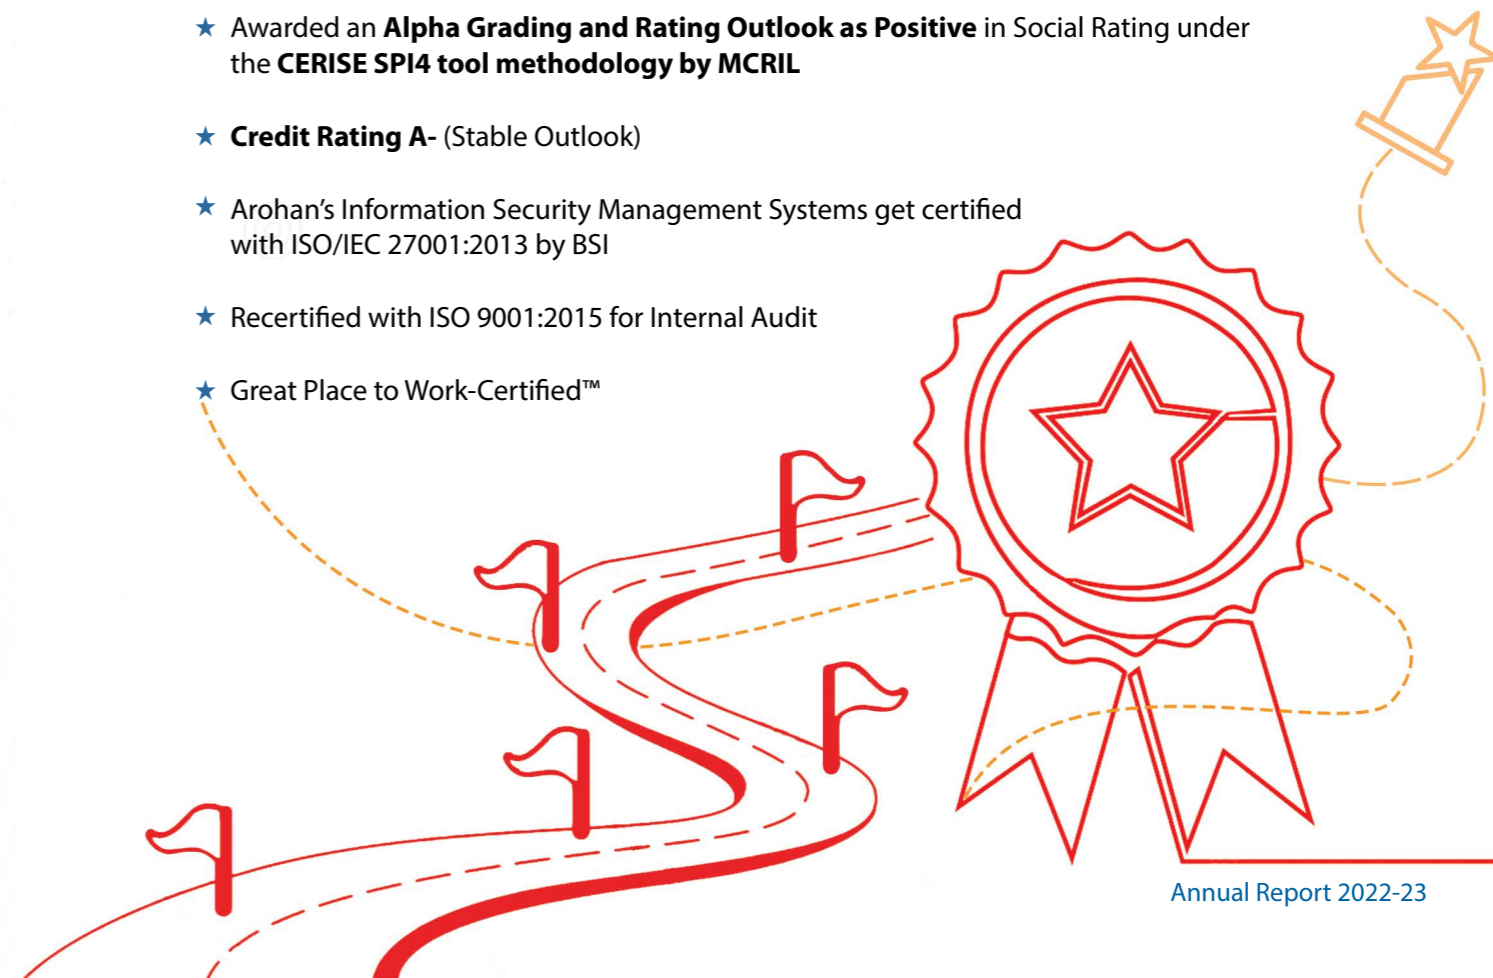 ★ Awarded an Alpha Grading and Rating Outlook as Positive in Social Rating under
the CERISE SPI4 tool methodology by MCRIL
★ Credit Rating A- (Stable Outlook)
★ Arohan’s Information Security Management Systems get certified
with ISO/IEC 27001:2013 by BSI
★ Recertified with ISO 9001:2015 for Internal Audit
★ Great Place to Work-Certified™
Annual Report 2022-23